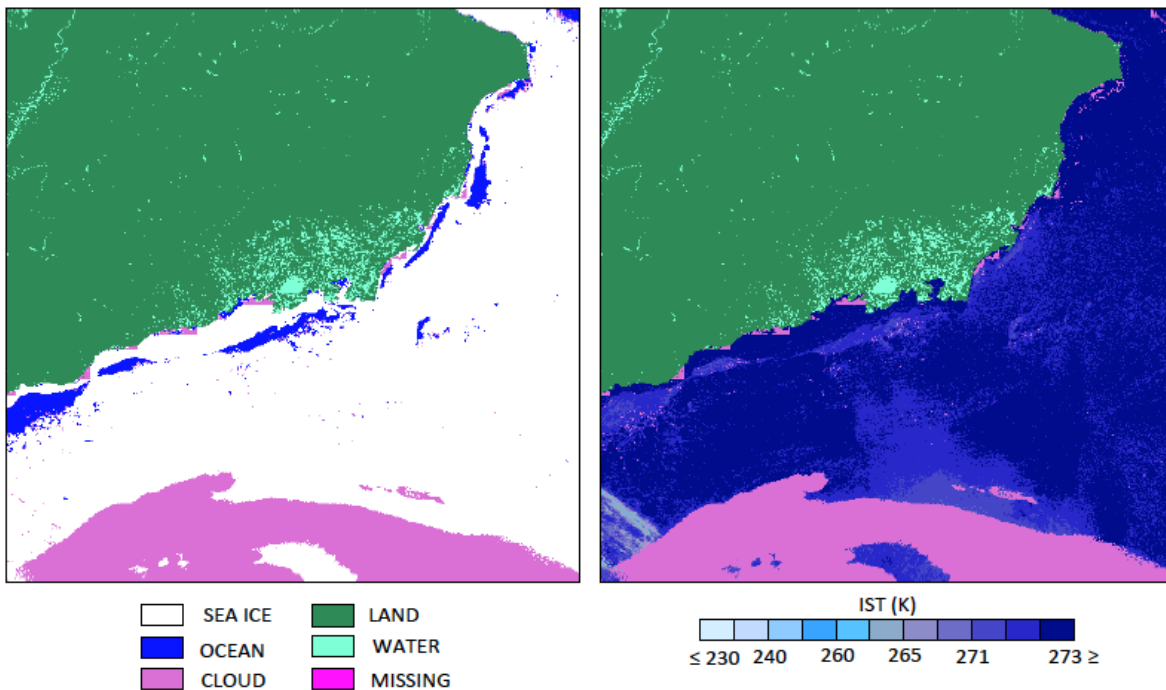 SEA ICE
LAND
OCEAN
WATER
CLOUD
MISSING
IST (K)
≤ 230 240 260 265 271 273 ≥